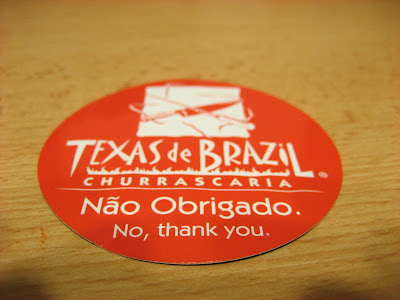 TEXAS de BRAZIL®
CHURRASCARIA
Não Obrigado.
No, thank you.